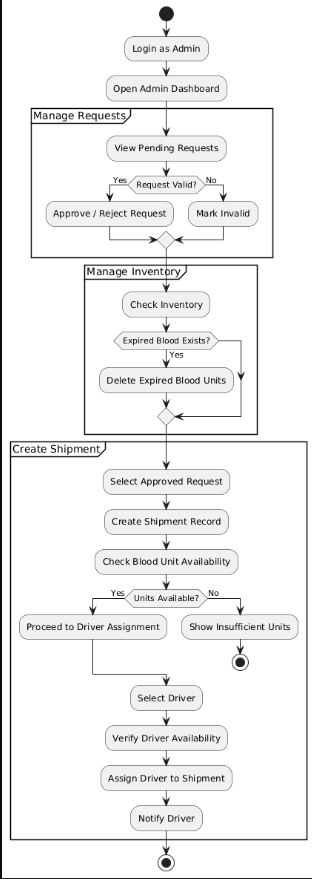 Login as Admin
Open Admin Dashboard
Manage Requests
View Pending Requests
Yes
Request Valid?
No
Approve / Reject Request
Mark Invalid
Manage Inventory
Check Inventory
Expired Blood Exists?
Yes
Delete Expired Blood Units
Create Shipment
Select Approved Request
Create Shipment Record
Check Blood Unit Availability
Yes
Units Available?
No
Proceed to Driver Assignment
Show Insufficient Units
Select Driver
Verify Driver Availability
Assign Driver to Shipment
Notify Driver